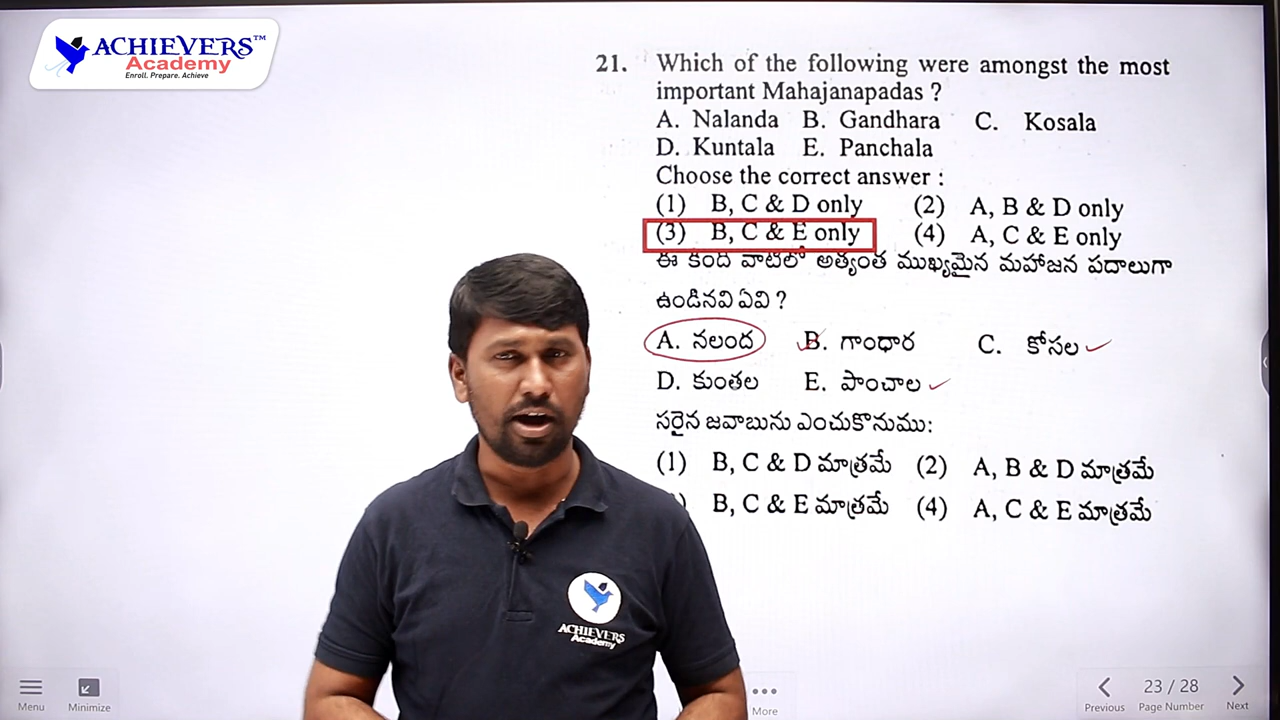 ACHIEVERS™
Academy
Enroll. Prepare. Achieve
21. Which of the following were amongst the most
important Mahajanapadas ?
A. Nalanda B. Gandhara C. Kosala
D. Kuntala E. Panchala
Choose the correct answer :
(1) B, C & D only (2) A, B & D only
(3) B, C & E only (4) A, C & E only
ఈ కింది వాటిలో అత్యంత ముఖ్యమైన మహాజన పదాలుగా
ఉండినవి ఏవి ?
A. నలంద B. గాంధార C. కోసల
D. కుంతల E. పాంచాల
సరైన జవాబును ఎంచుకొనుము:
(1) B, C & D మాత్రమే (2) A, B & D మాత్రమే
B, C & E మాత్రమే (4) A, C & E మాత్రమే
ACHIEVERS
Academy
Menu
Minimize
More
Previous
23 / 28
Page Number
Next